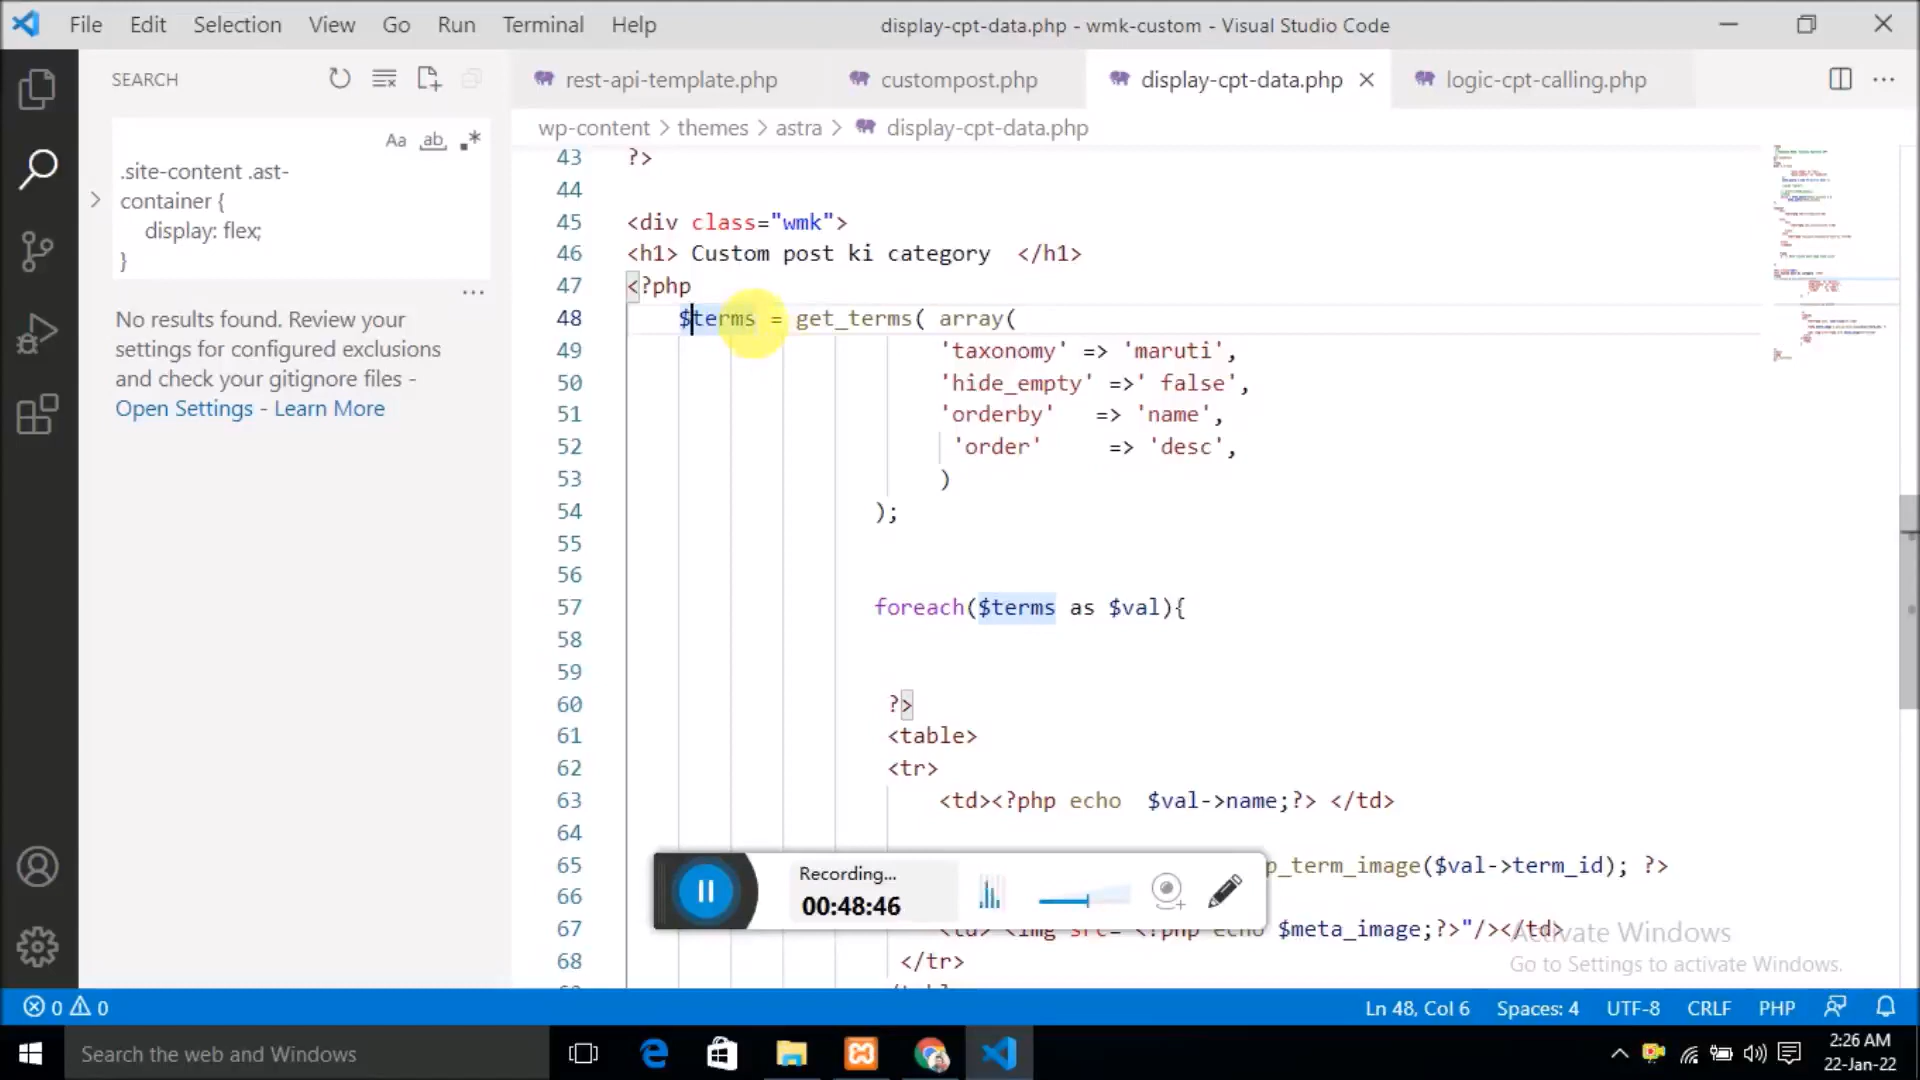 File Edit Selection View Go Run Terminal Help
display-cpt-data.php - wmk-custom - Visual Studio Code
SEARCH
rest-api-template.php
custompost.php
display-cpt-data.php
logic-cpt-calling.php
Aa ab
.site-content .ast-
container {
display: flex;
}
No results found. Review your
settings for configured exclusions
and check your gitignore files -
Open Settings - Learn More
wp-content > themes > astra > display-cpt-data.php
43 ?>
44
45 <div class="wmk">
46 <h1> Custom post ki category </h1>
47 <?php
48 $terms = get_terms( array(
49 'taxonomy' => 'maruti',
50 'hide_empty' =>' false',
51 'orderby' => 'name',
52 'order' => 'desc',
53 )
54 );
55
56
57 foreach($terms as $val){
58
59
60 ?>
61 <table>
62 <tr>
63 <td><?php echo $val->name;?> </td>
64
65 p_term_image($val->term_id); ?>
66
67 $meta_image;?>"/></td>
68 </tr>
Recording...
00:48:46
Activate Windows
Go to Settings to activate Windows.
0 0
Ln 48, Col 6 Spaces: 4 UTF-8 CRLF PHP
Search the web and Windows
2:26 AM
22-Jan-22